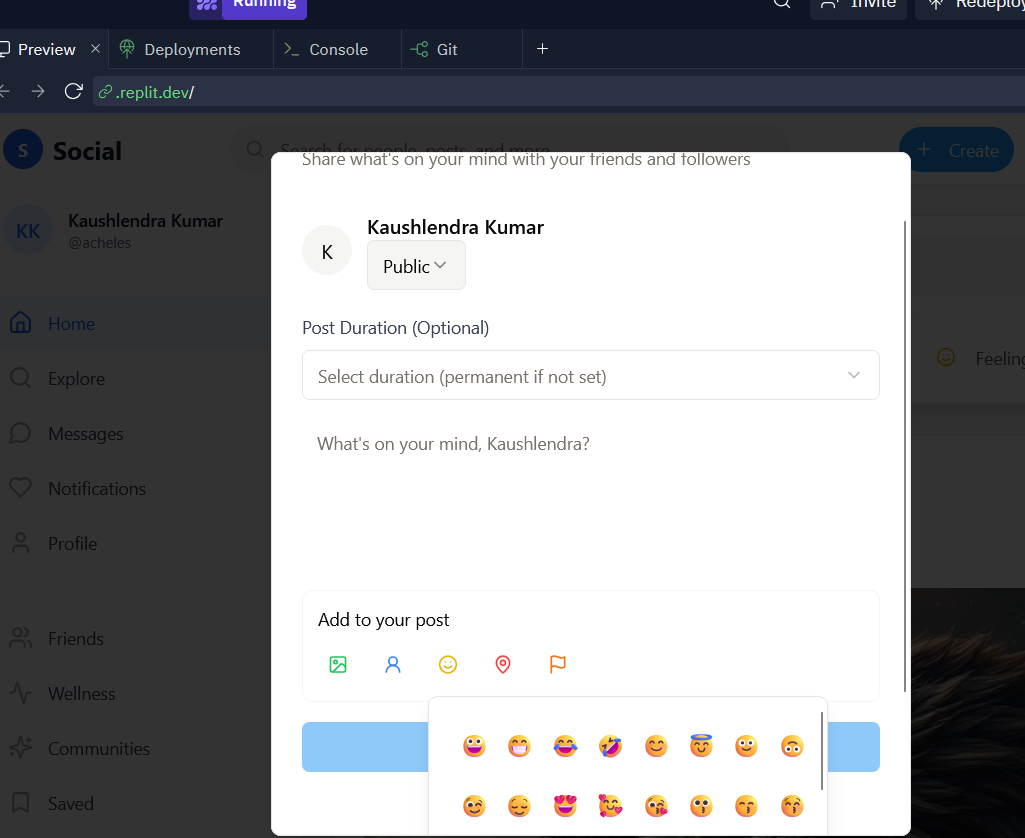 Running
Invite
Redeploy
Preview
Deployments
Console
Git
.replit.dev/
S
Social
Search for people, posts, and more
Create
Share what's on your mind with your friends and followers
KK
Kaushlendra Kumar
@acheles
K
Kaushlendra Kumar
Public
Home
Post Duration (Optional)
Explore
Select duration (permanent if not set)
Feeling
Messages
What's on your mind, Kaushlendra?
Notifications
Profile
Add to your post
Friends
Wellness
Communities
Saved